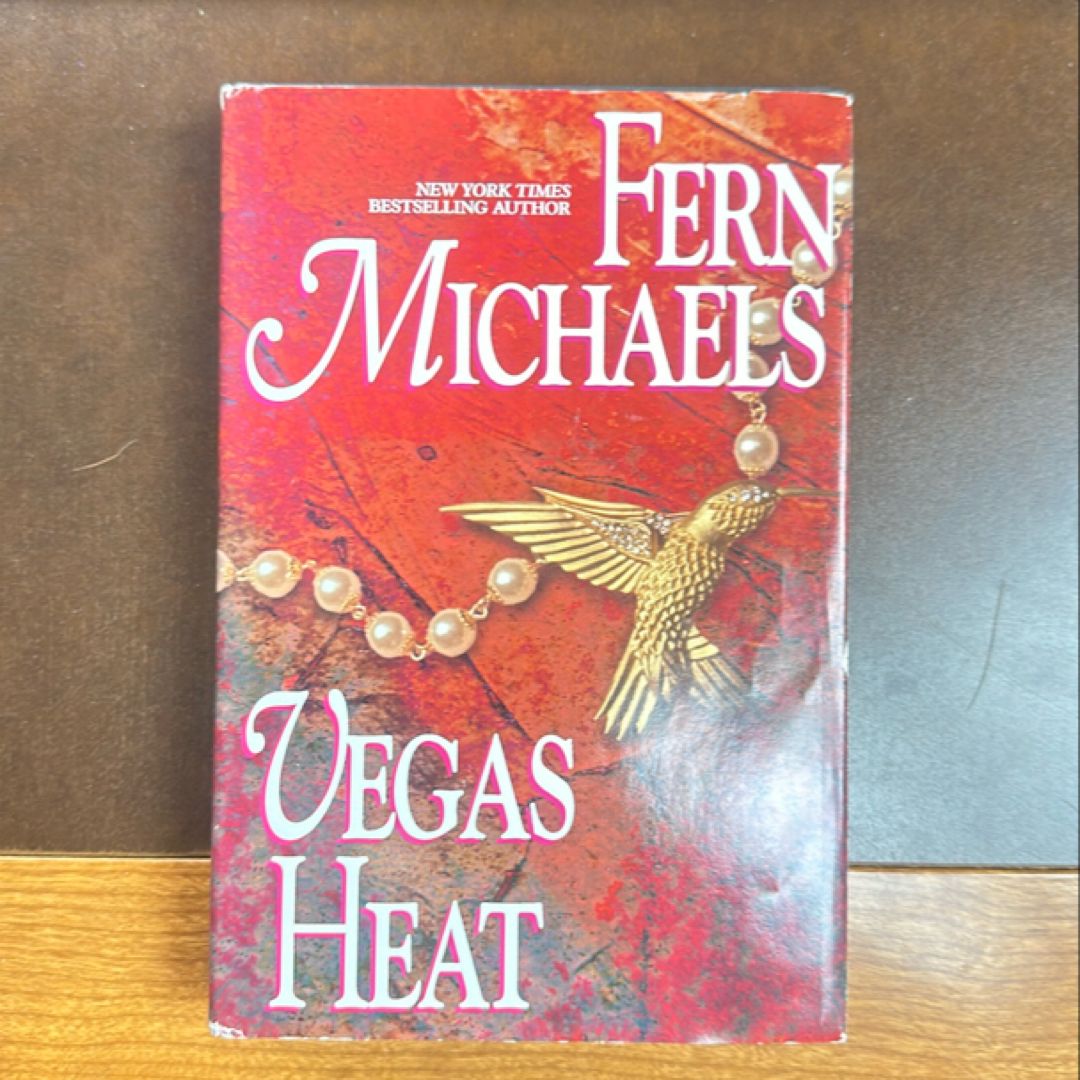 NEW YORK TIMES
BESTSELLING AUTHOR
FERN
MICHAELS
VEGAS
HEAT